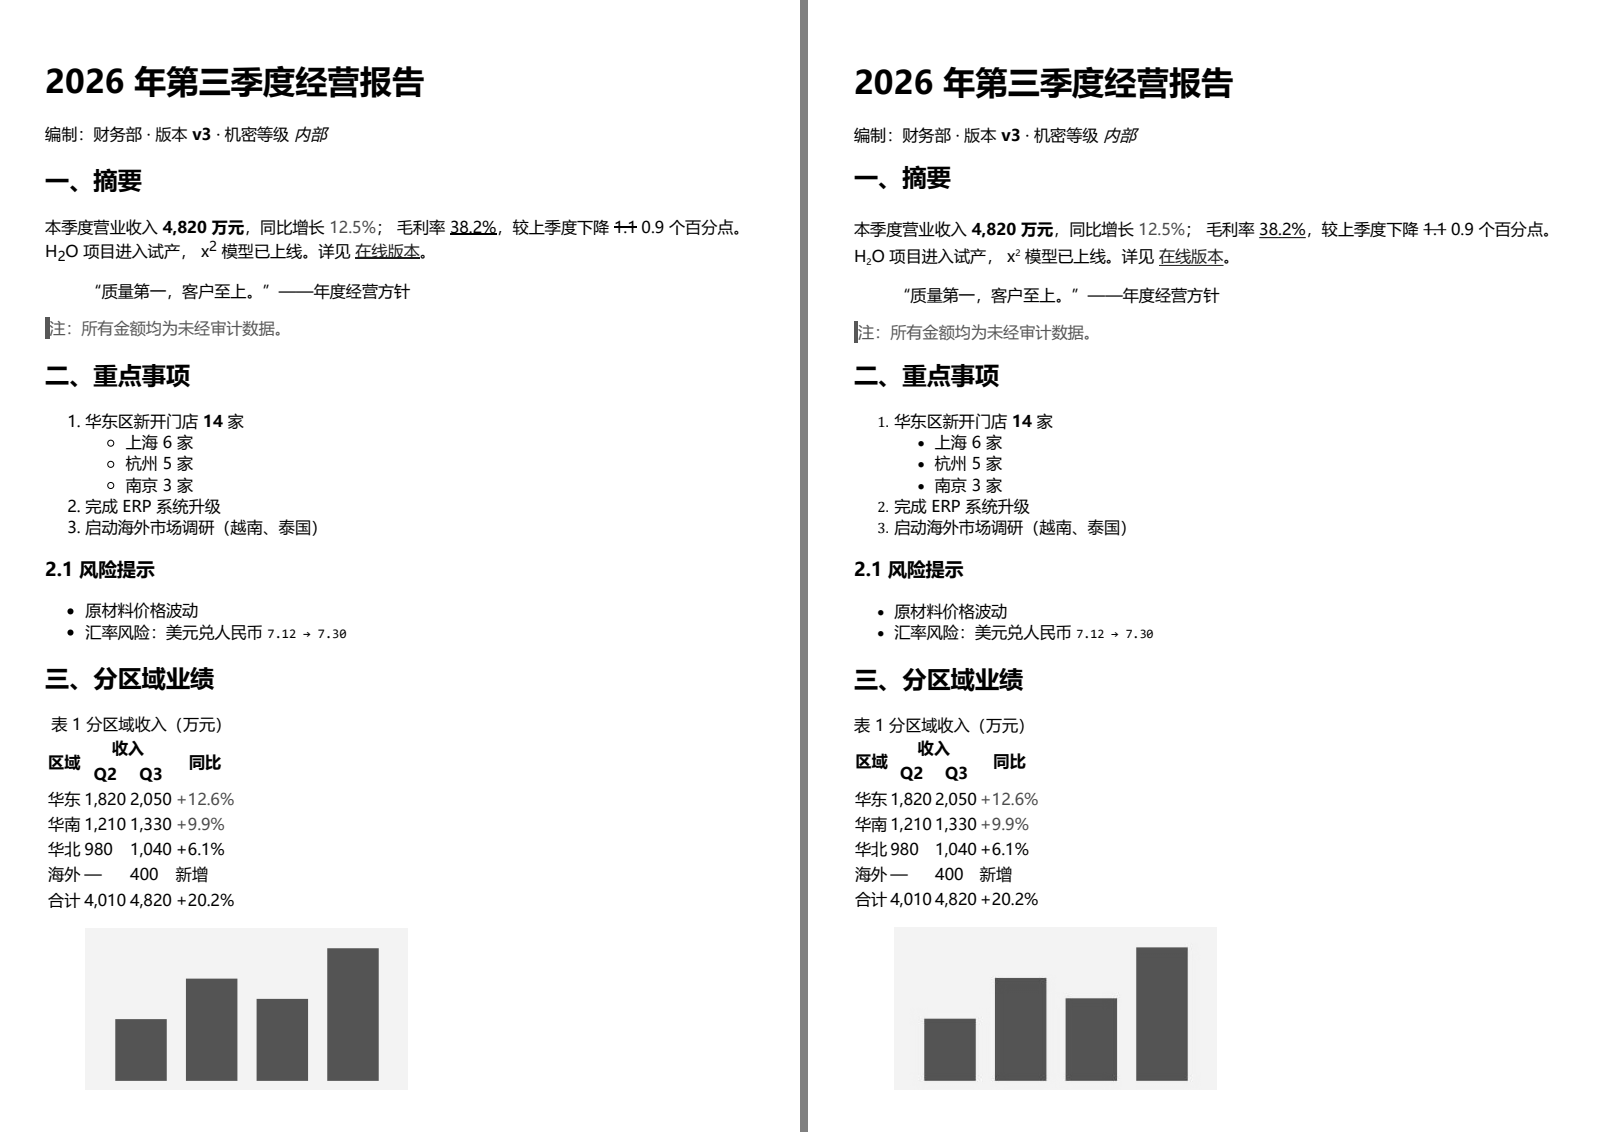 2026 年第三季度经营报告
编制：财务部 · 版本 v3 · 机密等级 内部
一、摘要
本季度营业收入 4,820 万元，同比增长 12.5%； 毛利率 38.2%，较上季度下降 1.1 0.9 个百分点。
H₂O 项目进入试产， x² 模型已上线。详见 在线版本。
“质量第一，客户至上。”——年度经营方针
注：所有金额均为未经审计数据。
二、重点事项
1. 华东区新开门店 14 家
◦ 上海 6 家
◦ 杭州 5 家
◦ 南京 3 家
2. 完成 ERP 系统升级
3. 启动海外市场调研（越南、泰国）
2.1 风险提示
• 原材料价格波动
• 汇率风险：美元兑人民币 7.12 → 7.30
三、分区域业绩
表 1 分区域收入（万元）
区域 收入 同比
Q2 Q3
华东 1,820 2,050 +12.6%
华南 1,210 1,330 +9.9%
华北 980 1,040 +6.1%
海外 — 400 新增
合计 4,010 4,820 +20.2%
2026 年第三季度经营报告
编制：财务部 · 版本 v3 · 机密等级 内部
一、摘要
本季度营业收入 4,820 万元，同比增长 12.5%； 毛利率 38.2%，较上季度下降 1.1 0.9 个百分点。
H₂O 项目进入试产， x² 模型已上线。详见 在线版本。
“质量第一，客户至上。”——年度经营方针
注：所有金额均为未经审计数据。
二、重点事项
1. 华东区新开门店 14 家
• 上海 6 家
• 杭州 5 家
• 南京 3 家
2. 完成 ERP 系统升级
3. 启动海外市场调研（越南、泰国）
2.1 风险提示
• 原材料价格波动
• 汇率风险：美元兑人民币 7.12 → 7.30
三、分区域业绩
表 1 分区域收入（万元）
区域 收入 同比
Q2 Q3
华东 1,820 2,050 +12.6%
华南 1,210 1,330 +9.9%
华北 980 1,040 +6.1%
海外 — 400 新增
合计 4,010 4,820 +20.2%